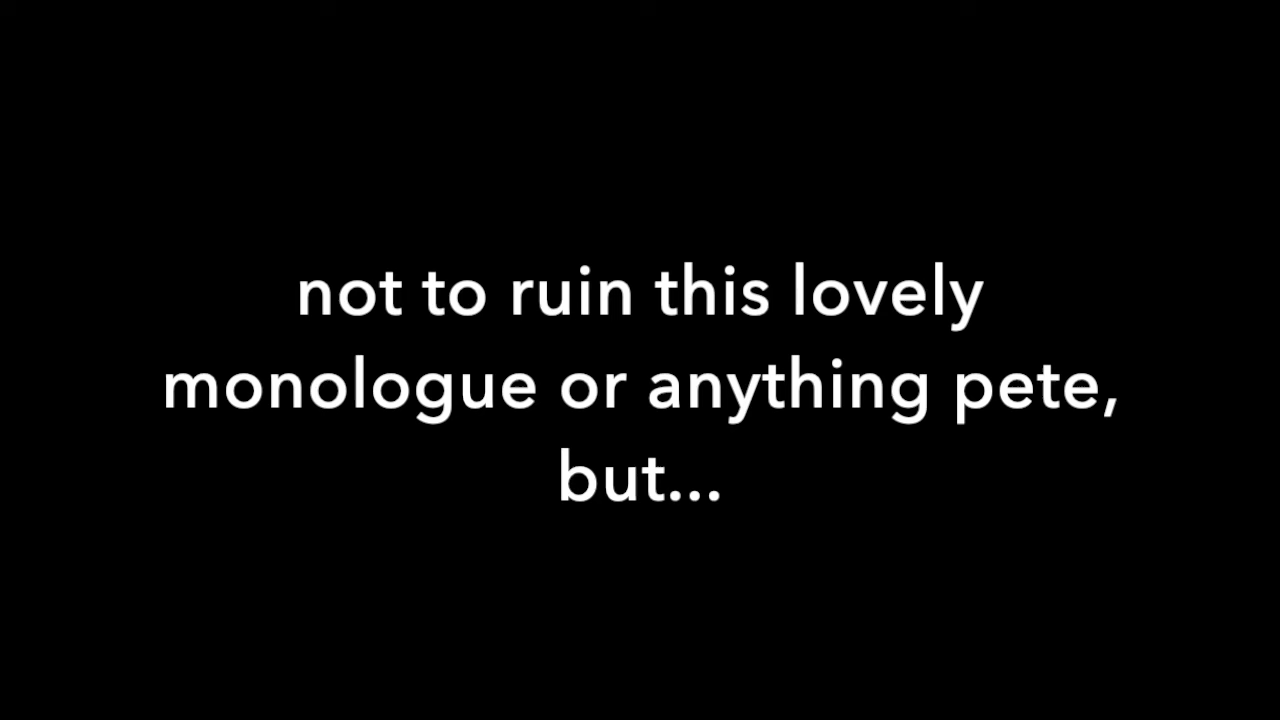 not to ruin this lovely
monologue or anything pete,
but...